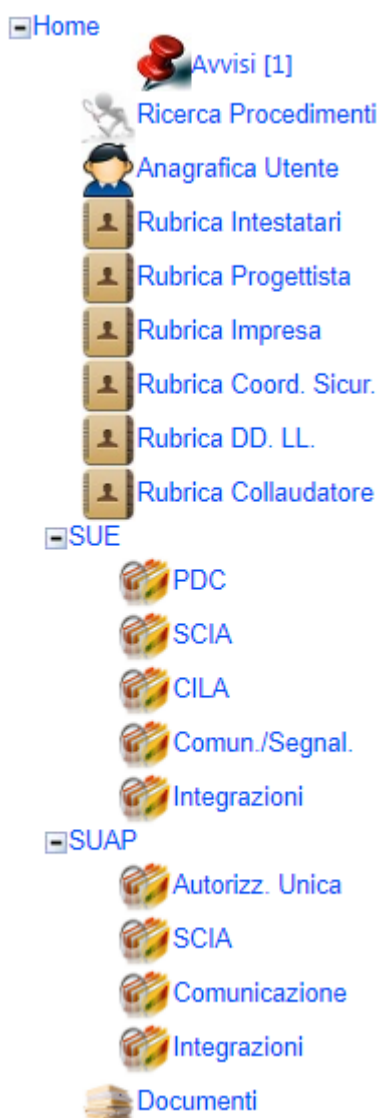 Home
Avvisi [1]
Ricerca Procedimenti
Anagrafica Utente
Rubrica Intestatari
Rubrica Progettista
Rubrica Impresa
Rubrica Coord. Sicur.
Rubrica DD. LL.
Rubrica Collaudatore
SUE
PDC
SCIA
CILA
Comun./Segnal.
Integrazioni
SUAP
Autorizz. Unica
SCIA
Comunicazione
Integrazioni
Documenti